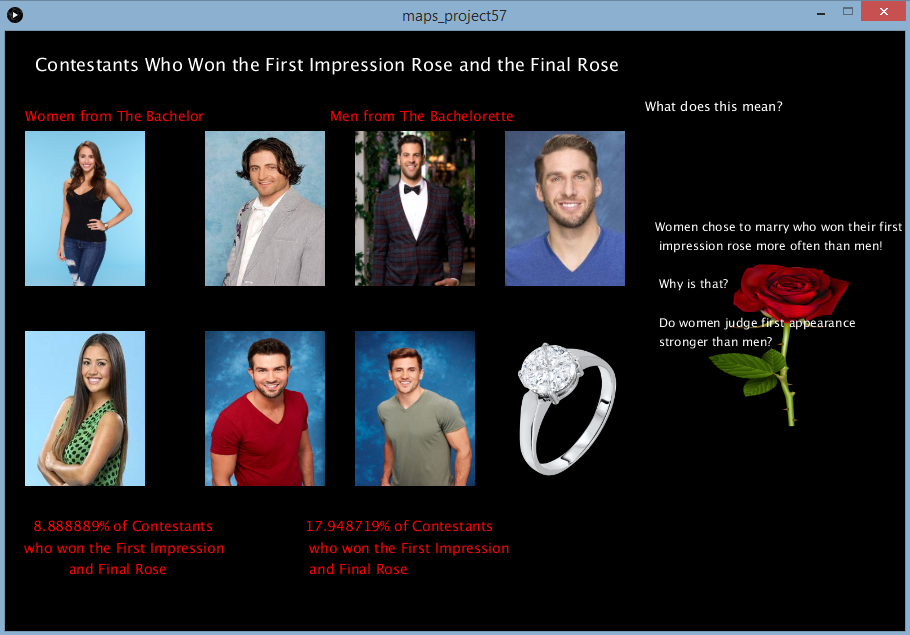 maps_project57
Contestants Who Won the First Impression Rose and the Final Rose
Women from The Bachelor
Men from The Bachelorette
What does this mean?
Women chose to marry who won their first
impression rose more often than men!
Why is that?
Do women judge first appearance
stronger than men?
8.888889% of Contestants
who won the First Impression
and Final Rose
17.948719% of Contestants
who won the First Impression
and Final Rose